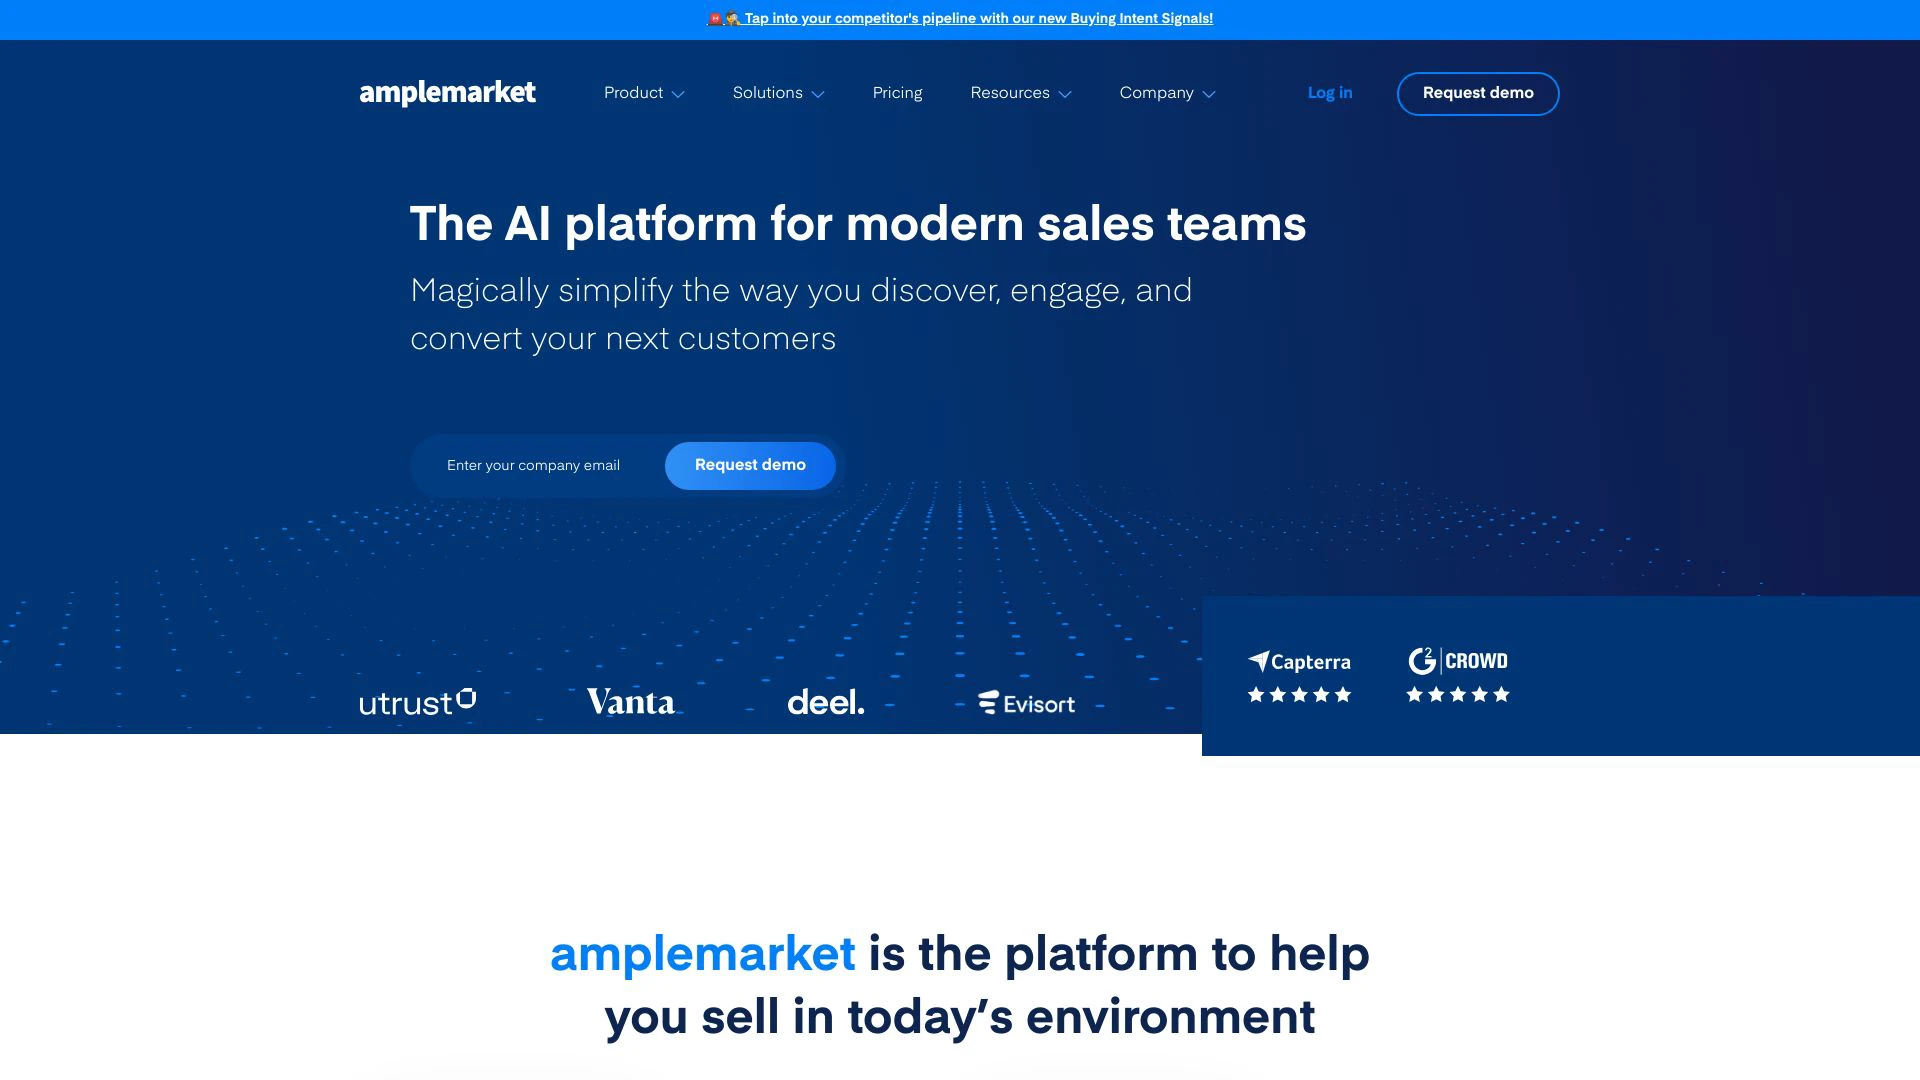 Tap into your competitor's pipeline with our new Buying Intent Signals!
amplemarket
Product
Solutions
Pricing
Resources
Company
Log in
Request demo
The AI platform for modern sales teams
Magically simplify the way you discover, engage, and
convert your next customers
Enter your company email
Request demo
Capterra
G2 CROWD
utrust
Vanta
deel.
Evisort
amplemarket is the platform to help
you sell in today’s environment